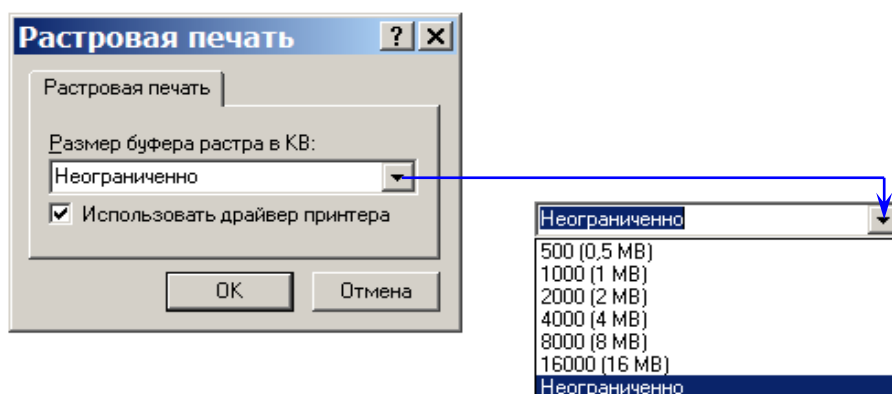 Растровая печать
Растровая печать
Размер буфера растра в КВ:
Неограниченно
Использовать драйвер принтера
OK
Отмена
Неограниченно
500 (0,5 MB)
1000 (1 MB)
2000 (2 MB)
4000 (4 MB)
8000 (8 MB)
16000 (16 MB)
Неограниченно